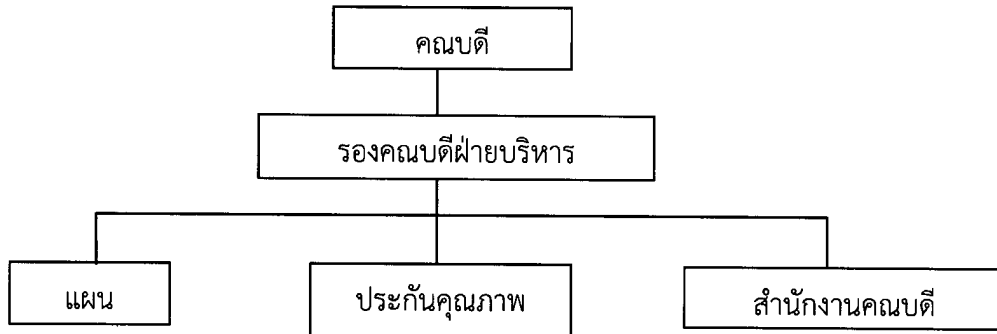 คณบดี
รองคณบดีฝ่ายบริหาร
แผน
ประกันคุณภาพ
สำนักงานคณบดี